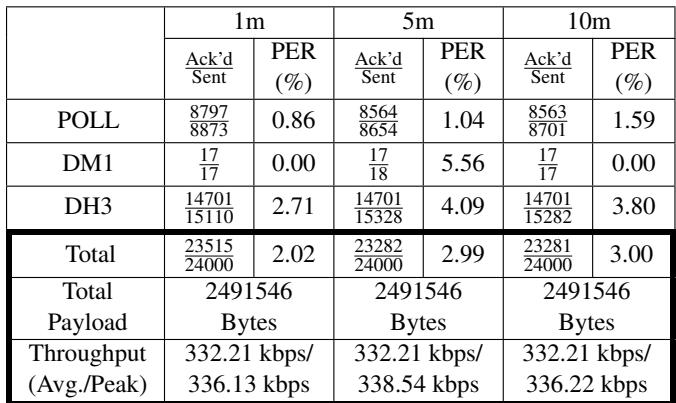 1m 5m 10m
Ack'd/Sent PER (%) Ack'd/Sent PER (%) Ack'd/Sent PER (%)
POLL 8797/8873 0.86 8564/8654 1.04 8563/8701 1.59
DM1 17/17 0.00 17/18 5.56 17/17 0.00
DH3 14701/15110 2.71 14701/15328 4.09 14701/15282 3.80
Total 23515/24000 2.02 23282/24000 2.99 23281/24000 3.00
Total 2491546 2491546 2491546
Payload Bytes Bytes Bytes
Throughput 332.21 kbps/ 332.21 kbps/ 332.21 kbps/
(Avg./Peak) 336.13 kbps 338.54 kbps 336.22 kbps